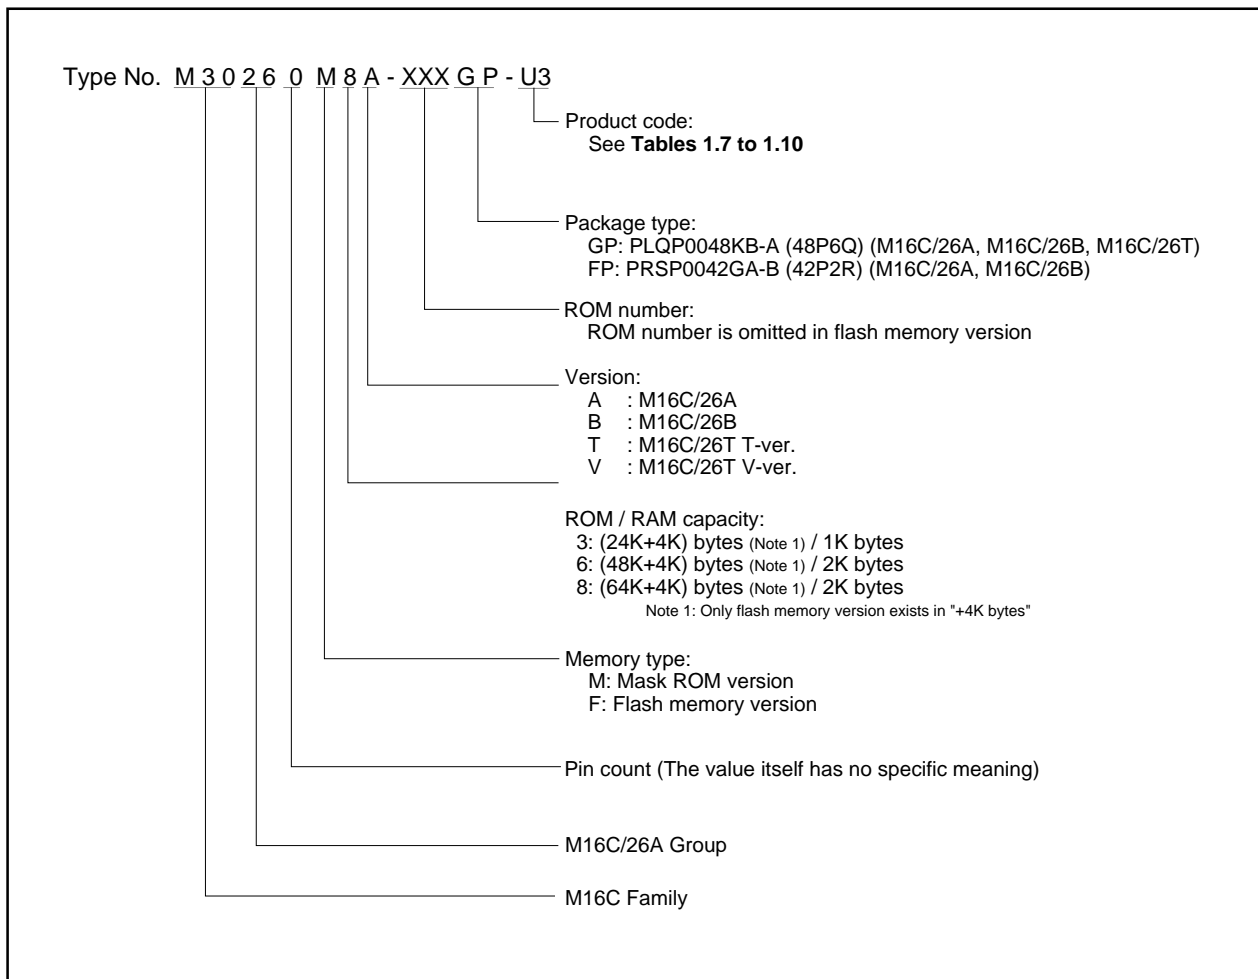 Type No. M 3 0 2 6 0 M 8 A - XXX G P - U3
Product code:
See Tables 1.7 to 1.10
Package type:
GP: PLQP0048KB-A (48P6Q) (M16C/26A, M16C/26B, M16C/26T)
FP: PRSP0042GA-B (42P2R) (M16C/26A, M16C/26B)
ROM number:
ROM number is omitted in flash memory version
Version:
A : M16C/26A
B : M16C/26B
T : M16C/26T T-ver.
V : M16C/26T V-ver.
ROM / RAM capacity:
3: (24K+4K) bytes (Note 1) / 1K bytes
6: (48K+4K) bytes (Note 1) / 2K bytes
8: (64K+4K) bytes (Note 1) / 2K bytes
Note 1: Only flash memory version exists in "+4K bytes"
Memory type:
M: Mask ROM version
F: Flash memory version
Pin count (The value itself has no specific meaning)
M16C/26A Group
M16C Family